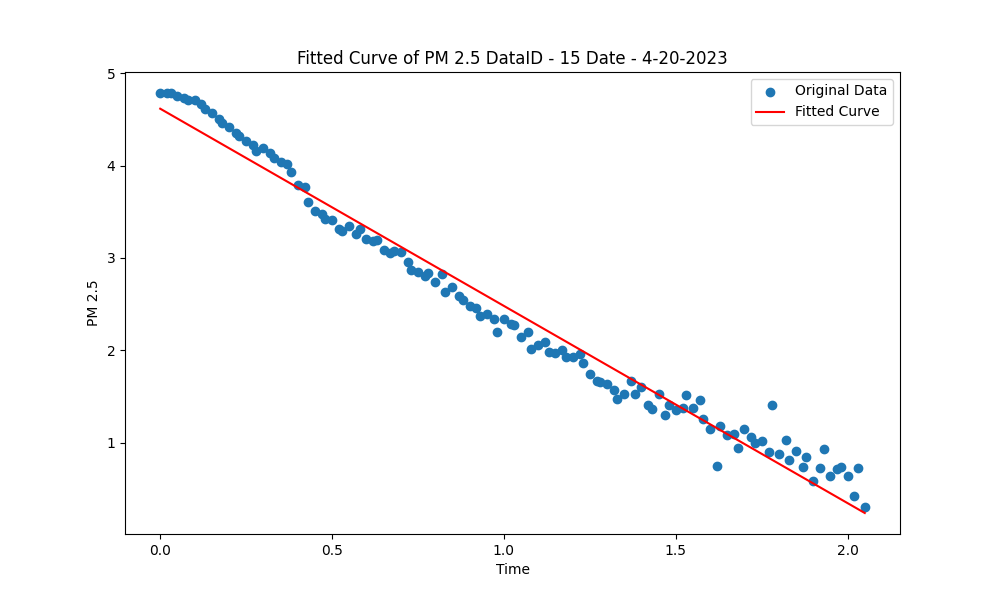 Fitted Curve of PM 2.5 DataID - 15 Date - 4-20-2023
Original Data
Fitted Curve
5
4
3
2
1
PM 2.5
0.0 0.5 1.0 1.5 2.0
Time